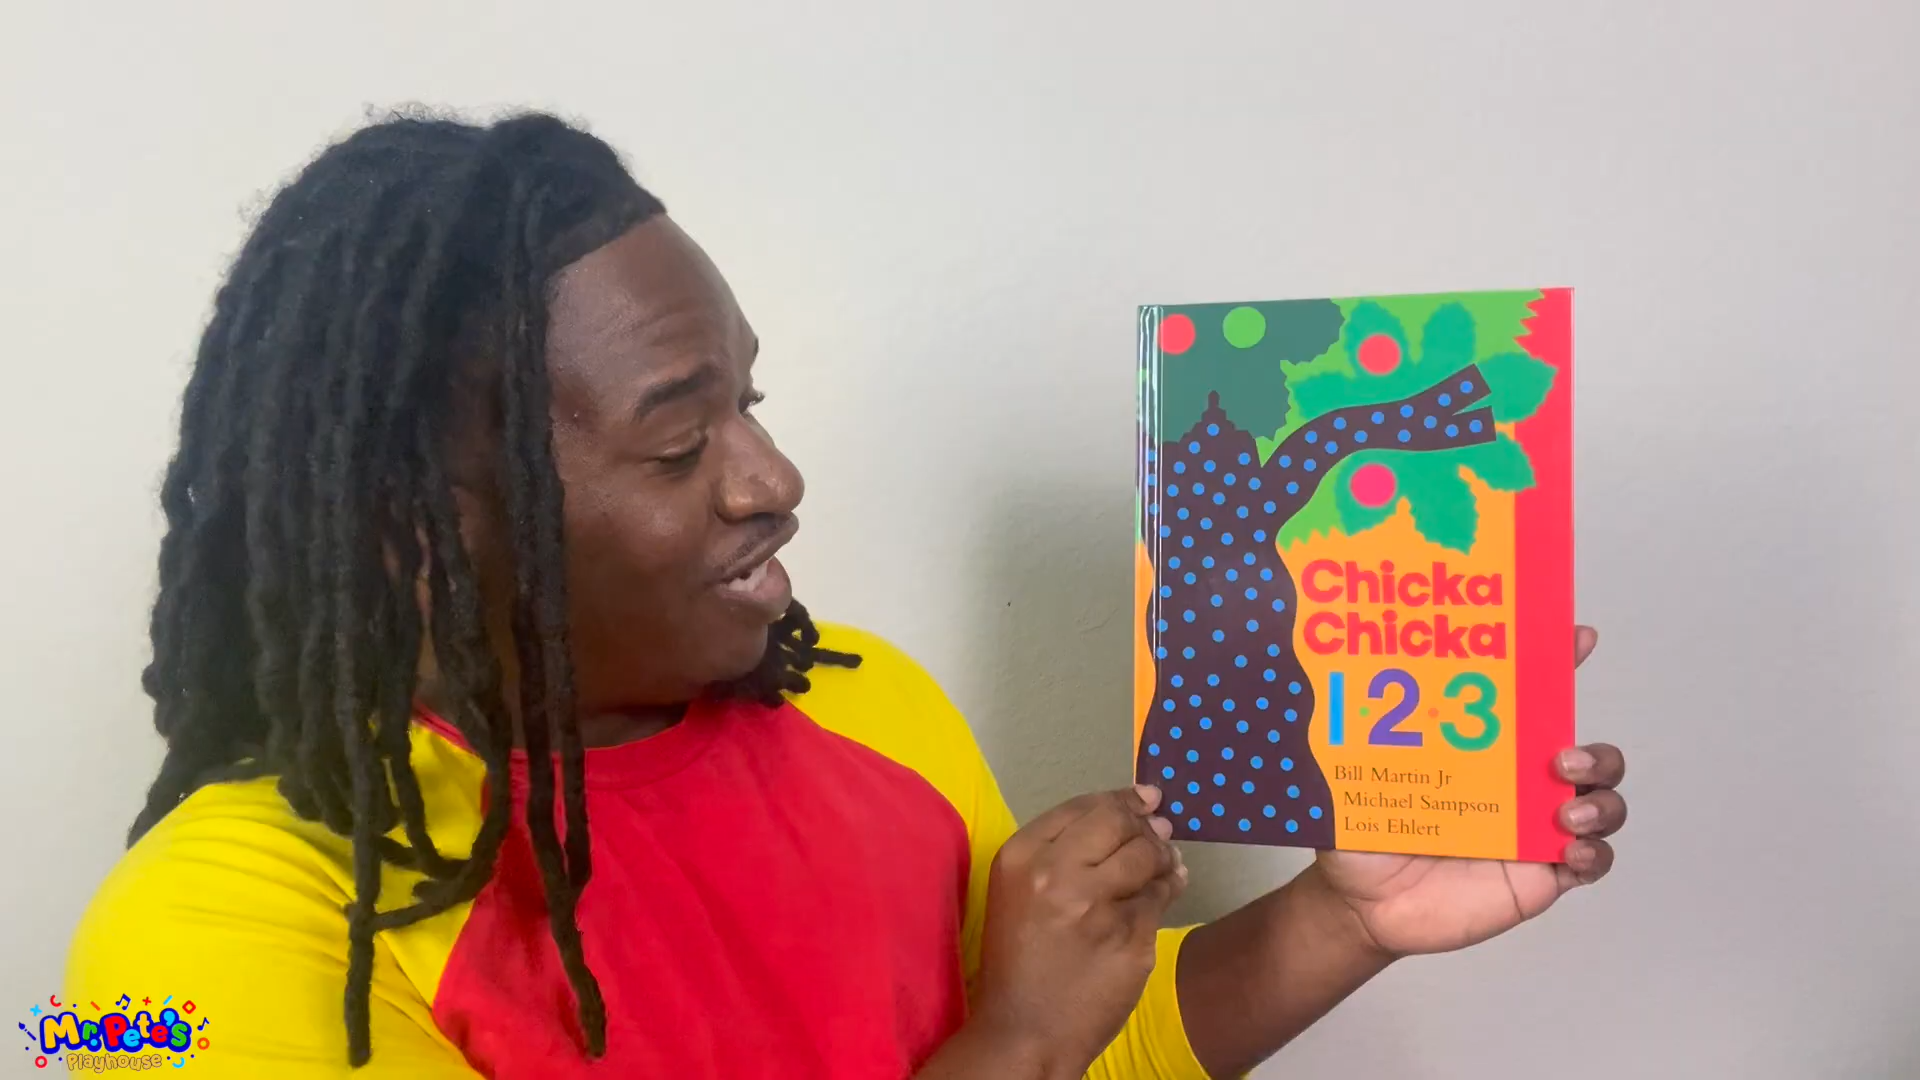 Chicka
Chicka
1·2·3
Bill Martin Jr
Michael Sampson
Lois Ehlert
Mr. Pete's
Playhouse